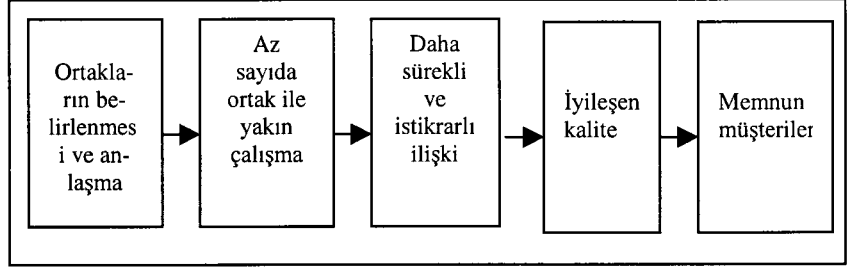 Ortakla-
rın be-
lirlenmes
i ve an-
laşma
Az
sayıda
ortak ile
yakın
çalışma
Daha
sürekli
ve
istikrarlı
ilişki
İyileşen
kalite
Memnun
müşteriler